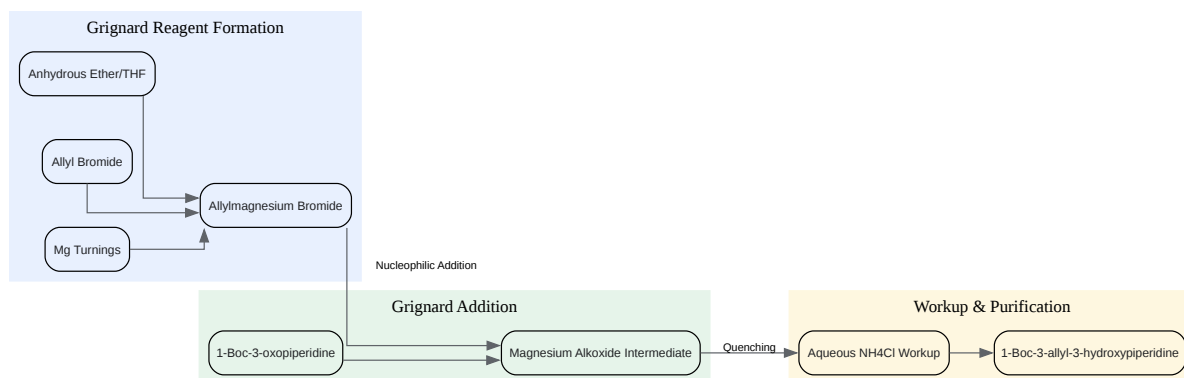 Grignard Reagent Formation
Anhydrous Ether/THF
Allyl Bromide
Allylmagnesium Bromide
Mg Turnings
Nucleophilic Addition
Grignard Addition
1-Boc-3-oxopiperidine
Magnesium Alkoxide Intermediate
Quenching
Workup & Purification
Aqueous NH4Cl Workup
1-Boc-3-allyl-3-hydroxypiperidine